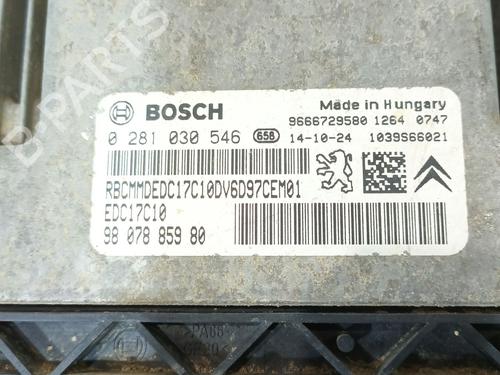 B-PARTS
BOSCH
Made in Hungary
9666729580 1264 0747
0 281 030 546 658 14-10-24 1039S66021
RBCMMDEDC17C10DV6D97CEM01
EDC17C10
98 078 859 80
>PA66